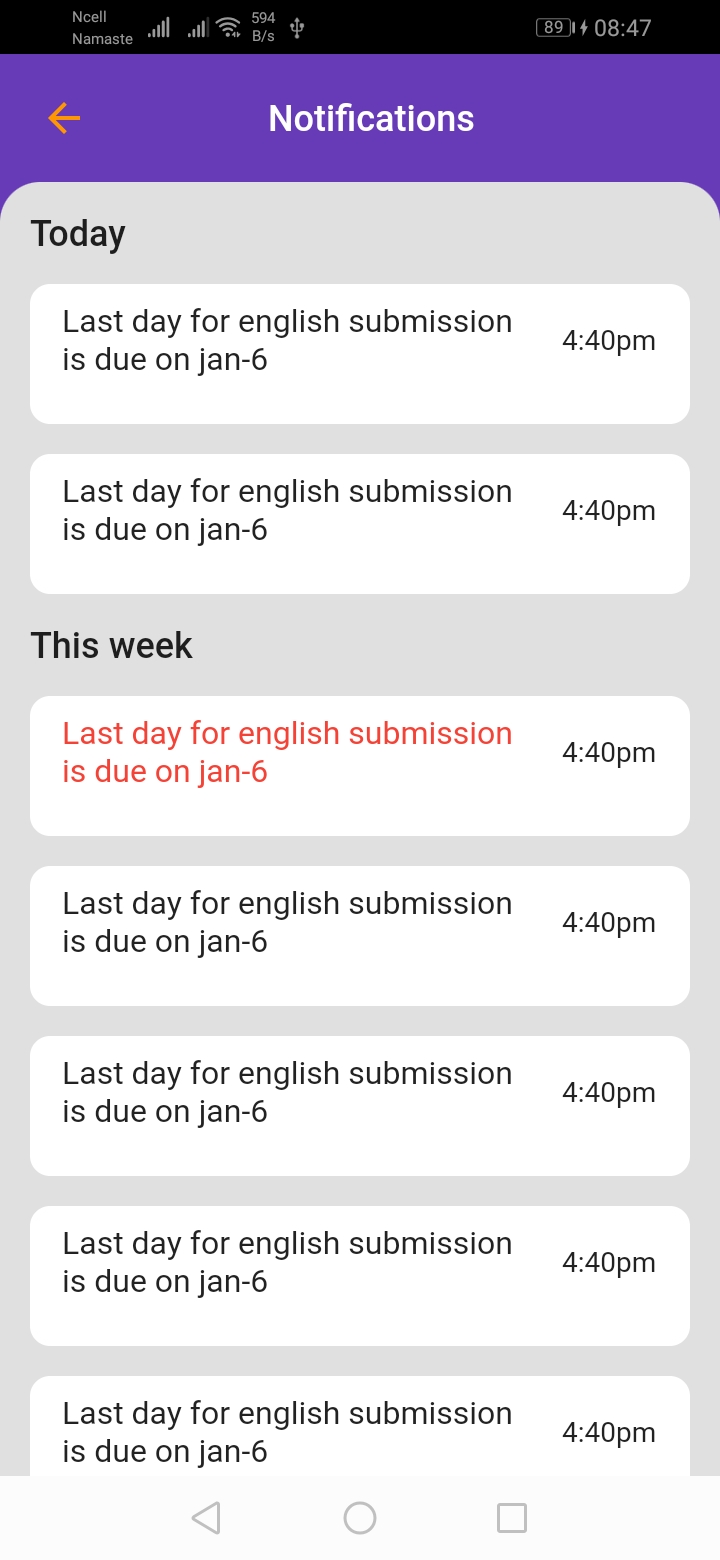 Ncell
Namaste
594
B/s
89
08:47
Notifications
Today
Last day for english submission
is due on jan-6
4:40pm
Last day for english submission
is due on jan-6
4:40pm
This week
Last day for english submission
is due on jan-6
4:40pm
Last day for english submission
is due on jan-6
4:40pm
Last day for english submission
is due on jan-6
4:40pm
Last day for english submission
is due on jan-6
4:40pm
Last day for english submission
is due on jan-6
4:40pm